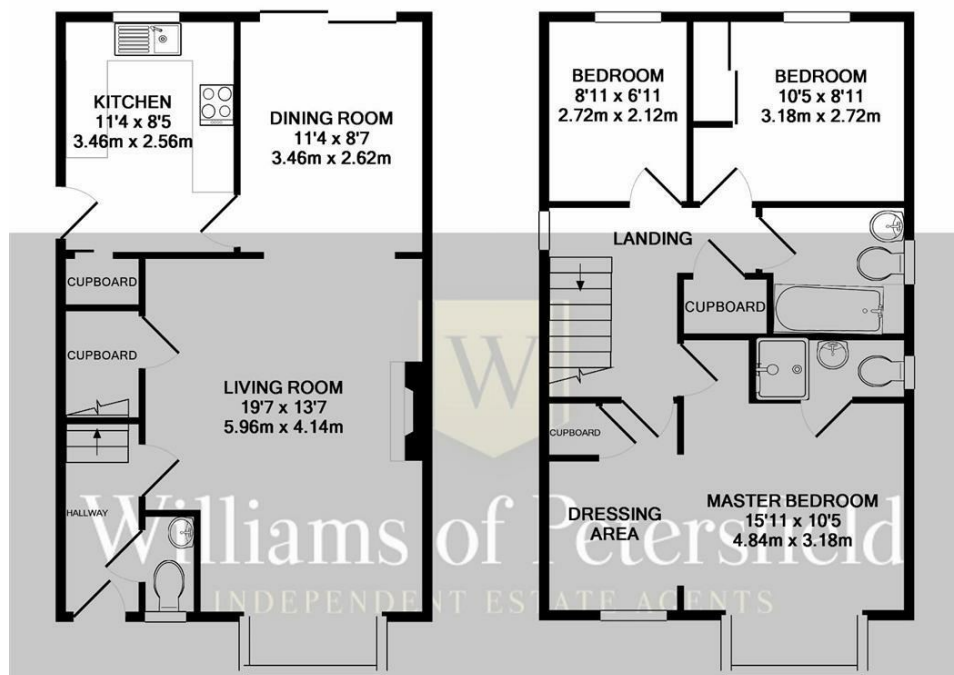 KITCHEN
11'4 x 8'5
3.46m x 2.56m
DINING ROOM
11'4 x 8'7
3.46m x 2.62m
CUPBOARD
CUPBOARD
LIVING ROOM
19'7 x 13'7
5.96m x 4.14m
HALLWAY
BEDROOM
8'11 x 6'11
2.72m x 2.12m
BEDROOM
10'5 x 8'11
3.18m x 2.72m
LANDING
CUPBOARD
CUPBOARD
DRESSING
AREA
MASTER BEDROOM
15'11 x 10'5
4.84m x 3.18m
W
Williams of Petersfield
INDEPENDENT ESTATE AGENTS